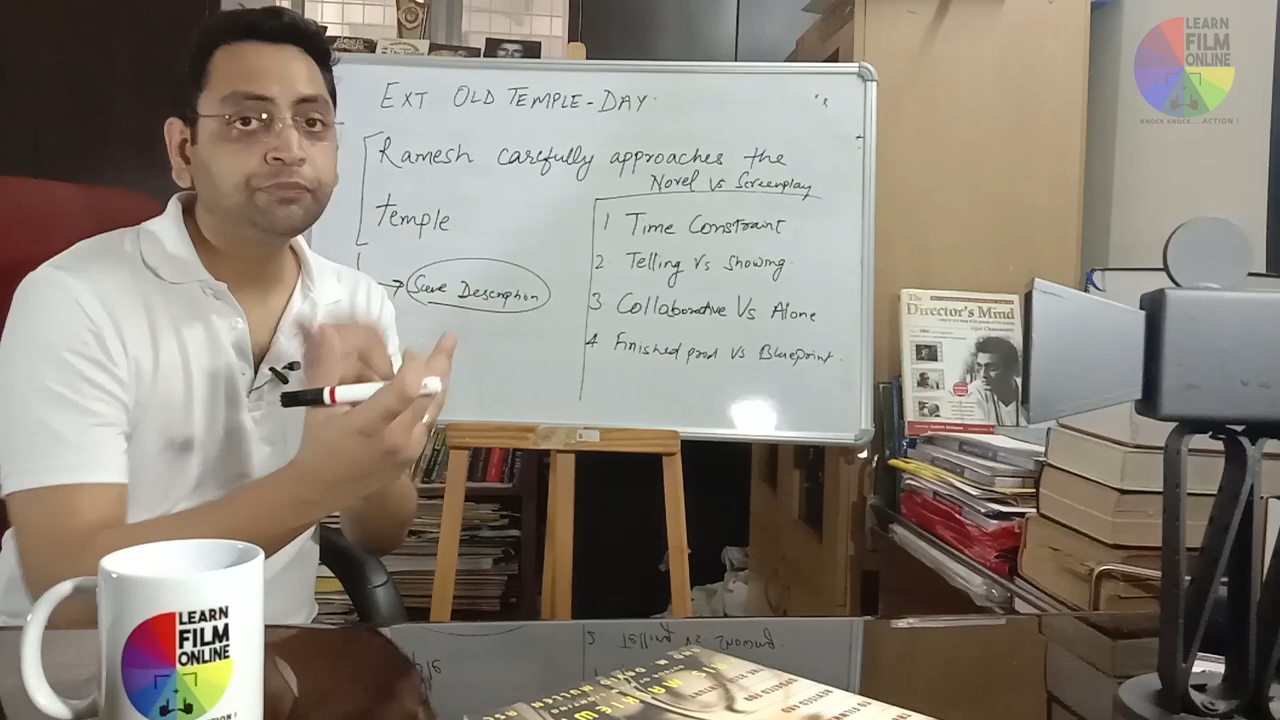 EXT OLD TEMPLE-DAY.
Ramesh carefully approaches the
temple
Scene Description
Novel vs Screenplay
1 Time Constraint
2. Telling Vs Showing.
3 Collaborative Vs Alone
4 Finished prod vs Blueprint.
LEARN
FILM
ONLINE
KNOCK KNOCK.... ACTION !
The
Director's Mind
LEARN
FILM
ONLINE
ACTION !